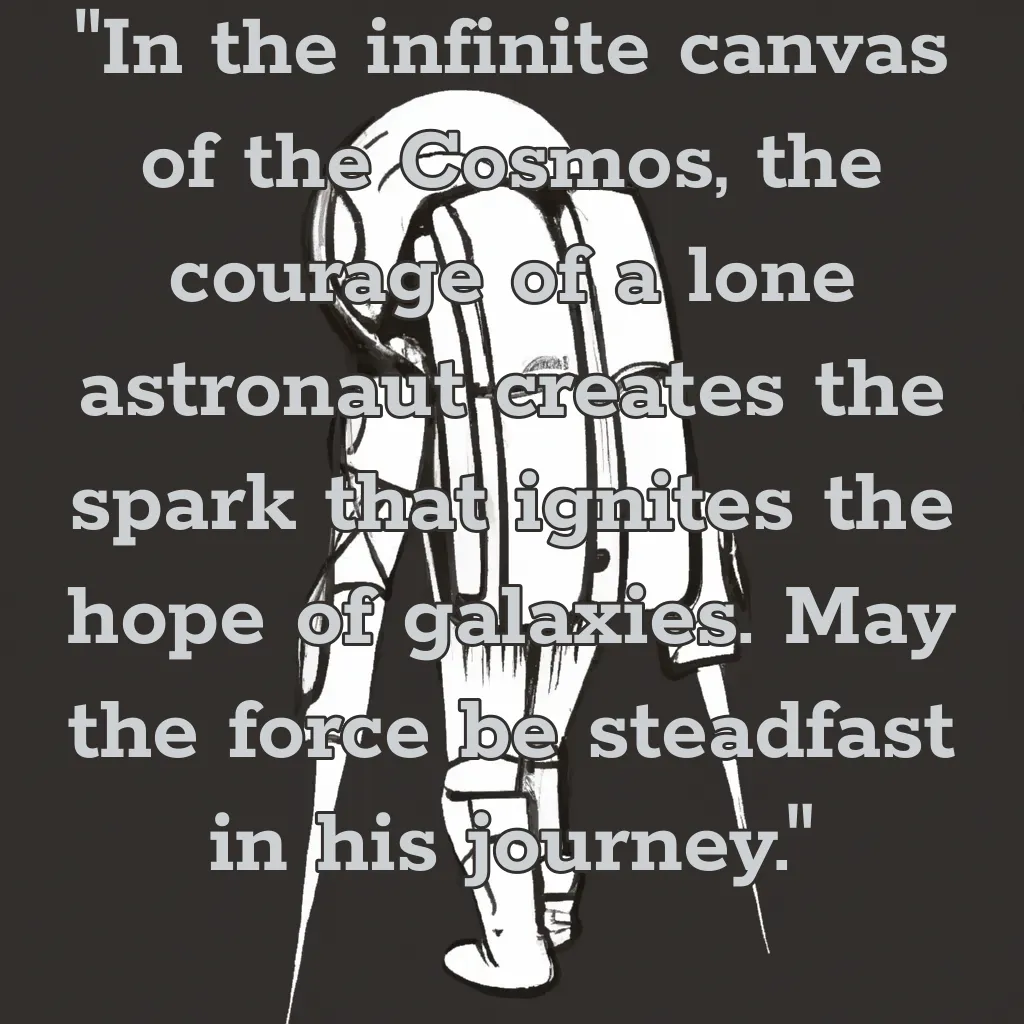 "In the infinite canvas
of the Cosmos, the
courage of a lone
astronaut creates the
spark that ignites the
hope of galaxies. May
the force be steadfast
in his journey."